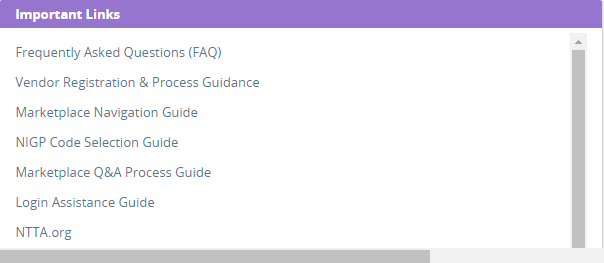 Important Links
Frequently Asked Questions (FAQ)
Vendor Registration & Process Guidance
Marketplace Navigation Guide
NIGP Code Selection Guide
Marketplace Q&A Process Guide
Login Assistance Guide
NTTA.org